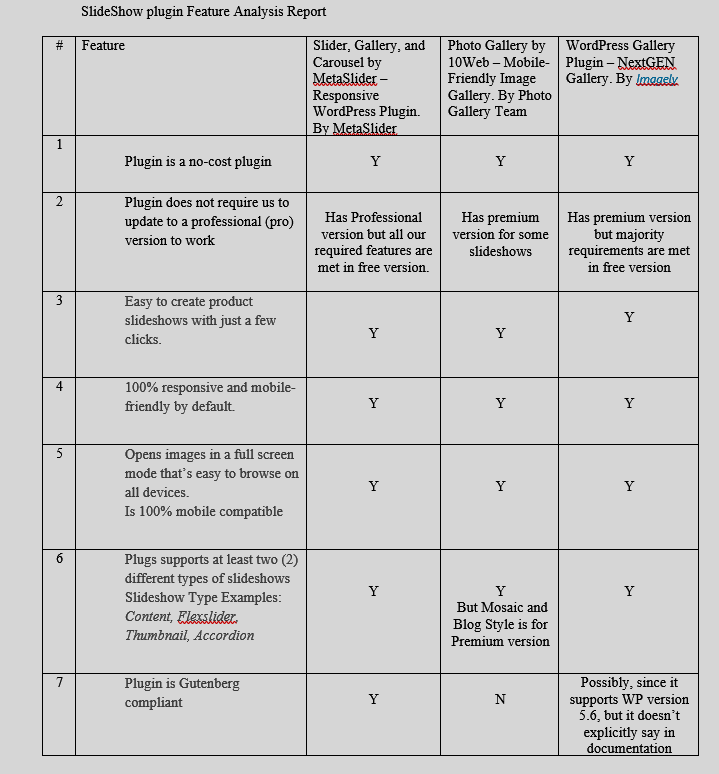 SlideShow plugin Feature Analysis Report
# Feature
Slider, Gallery, and
Carousel by
MetaSlider –
Responsive
WordPress Plugin.
By MetaSlider
Photo Gallery by
10Web – Mobile-
Friendly Image
Gallery. By Photo
Gallery Team
WordPress Gallery
Plugin – NextGEN
Gallery. By Imagely
1
Plugin is a no-cost plugin
Y
Y
Y
2
Plugin does not require us to
update to a professional (pro)
version to work
Has Professional
version but all our
required features are
met in free version.
Has premium
version for some
slideshows
Has premium version
but majority
requirements are met
in free version
3
Easy to create product
slideshows with just a few
clicks.
Y
Y
Y
4
100% responsive and mobile-
friendly by default.
Y
Y
Y
5
Opens images in a full screen
mode that’s easy to browse on
all devices.
Is 100% mobile compatible
Y
Y
Y
6
Plugs supports at least two (2)
different types of slideshows
Slideshow Type Examples:
Content, Flexslider,
Thumbnail, Accordion
Y
Y
But Mosaic and
Blog Style is for
Premium version
Y
7
Plugin is Gutenberg
compliant
Y
N
Possibly, since it
supports WP version
5.6, but it doesn’t
explicitly say in
documentation